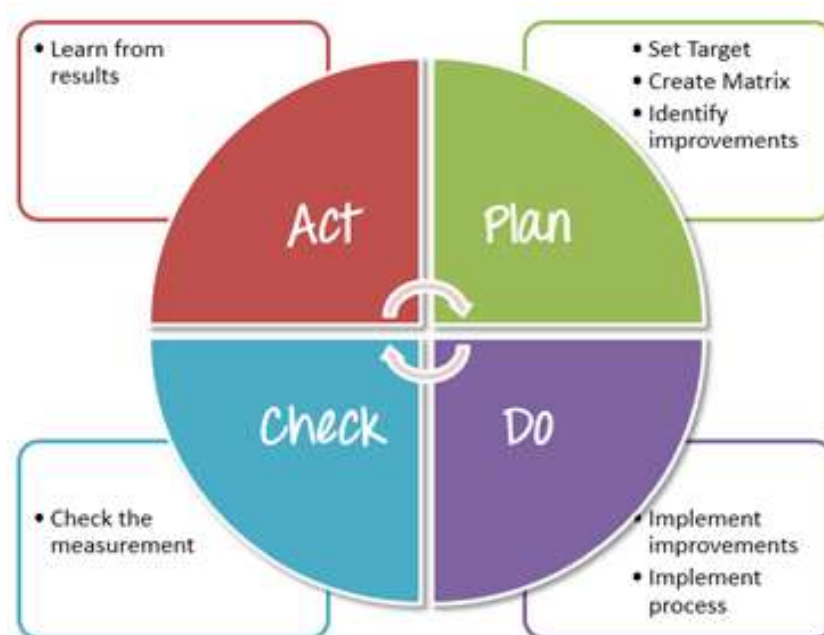 • Learn from
results
Act
• Set Target
• Create Matrix
• Identify
improvements
Plan
Check
• Check the
measurement
Do
• Implement
improvements
• Implement
process